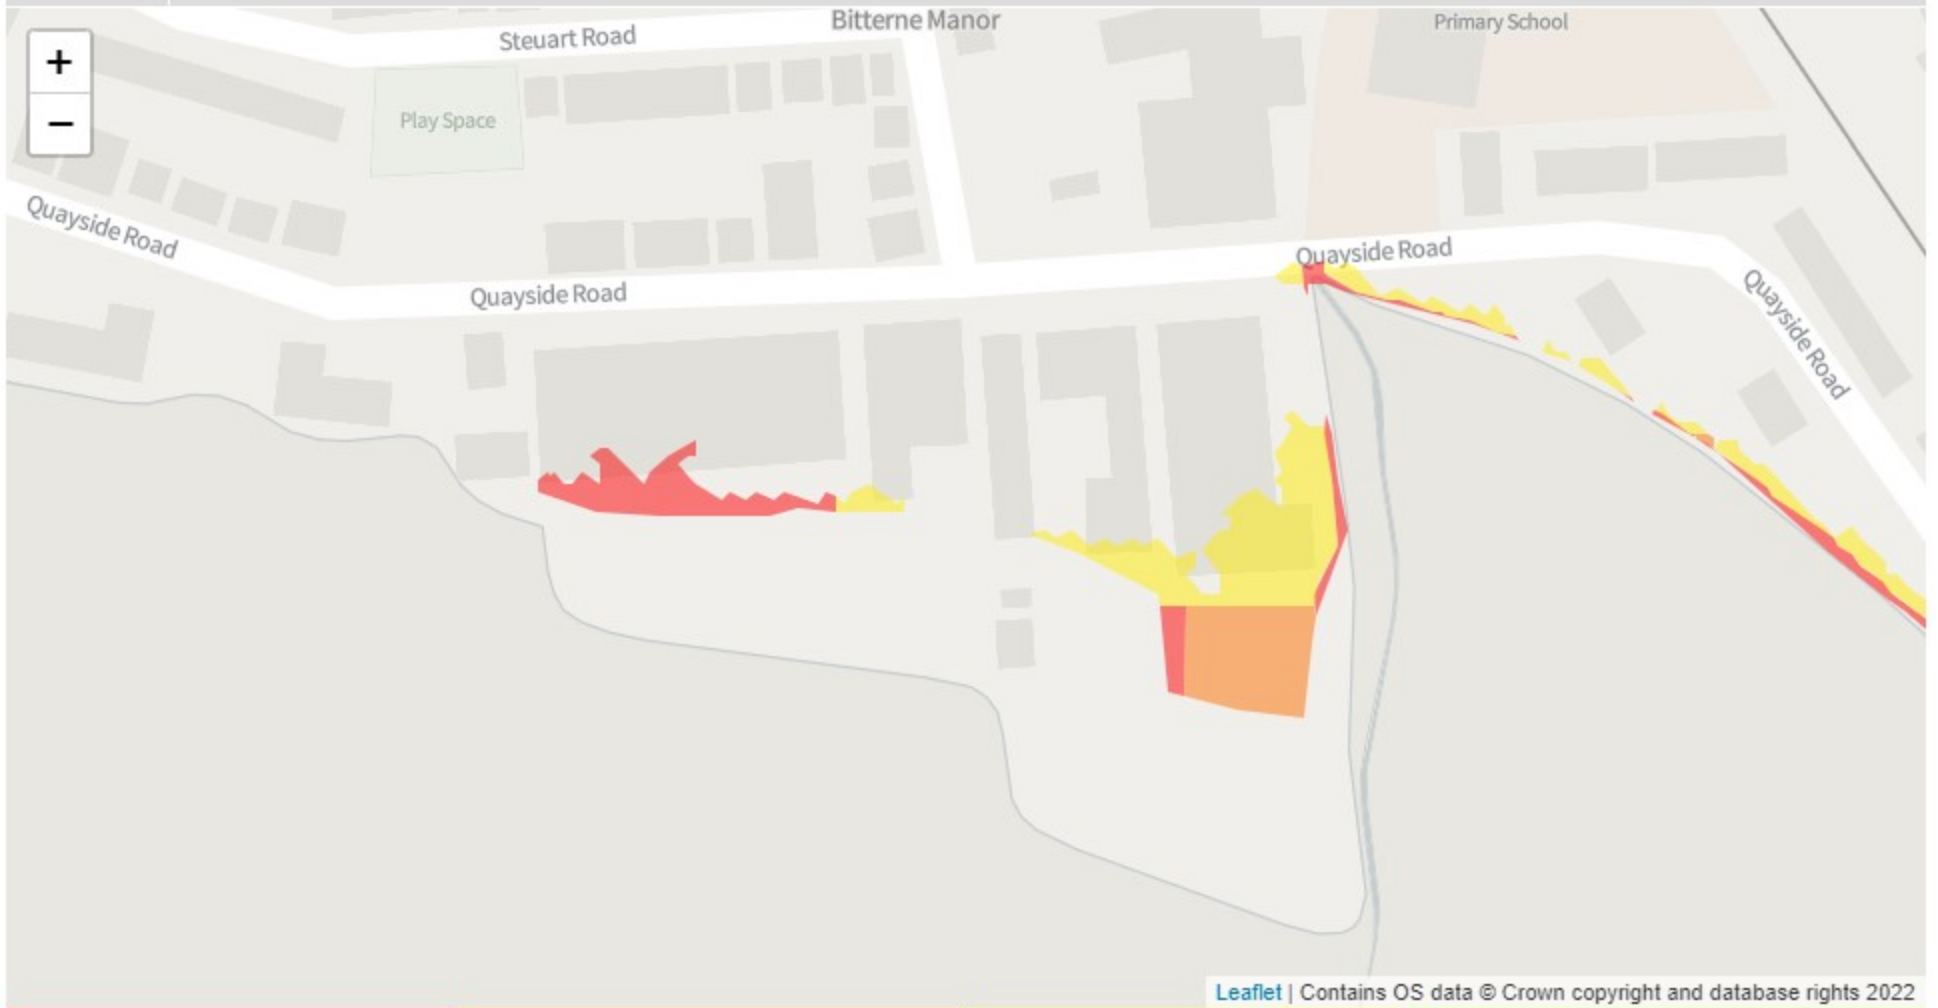 +
−
Steuart Road
Bitterne Manor
Primary School
Play Space
Quayside Road
Quayside Road
Quayside Road
Quayside Road
Leaflet | Contains OS data © Crown copyright and database rights 2022